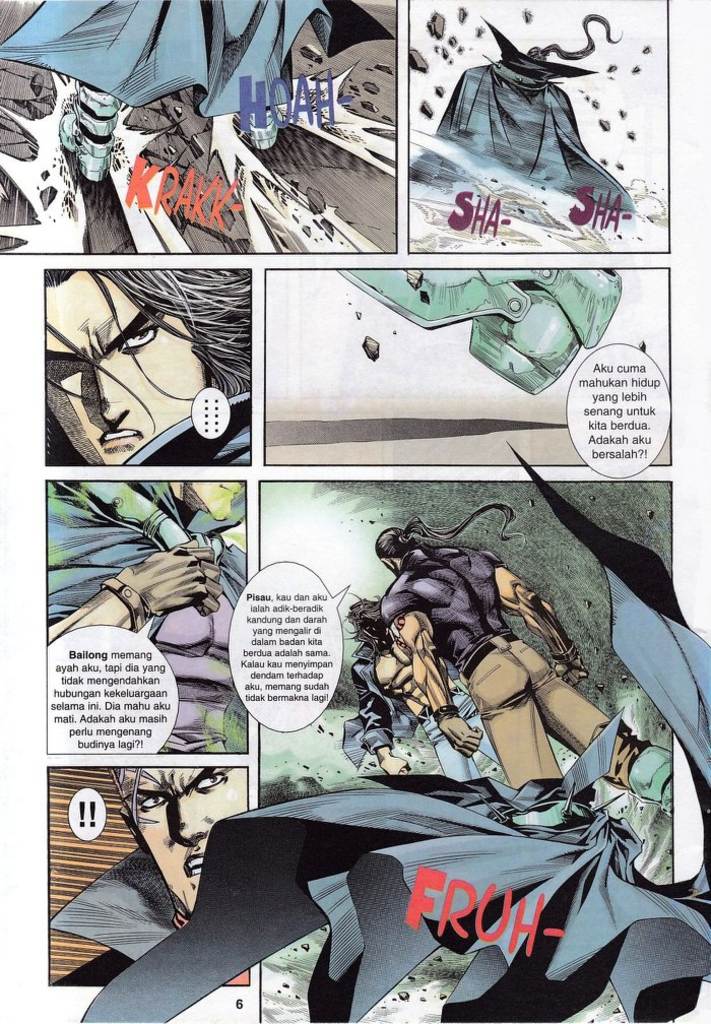 HOAH-
KRAKK-
SHA-
SHA-
Aku cuma
mahukan hidup
yang lebih
senang untuk
kita berdua.
Adakah aku
bersalah?!
Bailong memang
ayah aku, tapi dia yang
tidak mengendahkan
hubungan kekeluargaan
selama ini. Dia mahu aku
mati. Adakah aku masih
perlu mengenang
budinya lagi?!
Pisau, kau dan aku
ialah adik-beradik
kandung dan darah
yang mengalir di
dalam badan kita
berdua adalah sama.
Kalau kau menyimpan
dendam terhadap
aku, memang sudah
tidak bermakna lagi!
!!
FRUH-
6